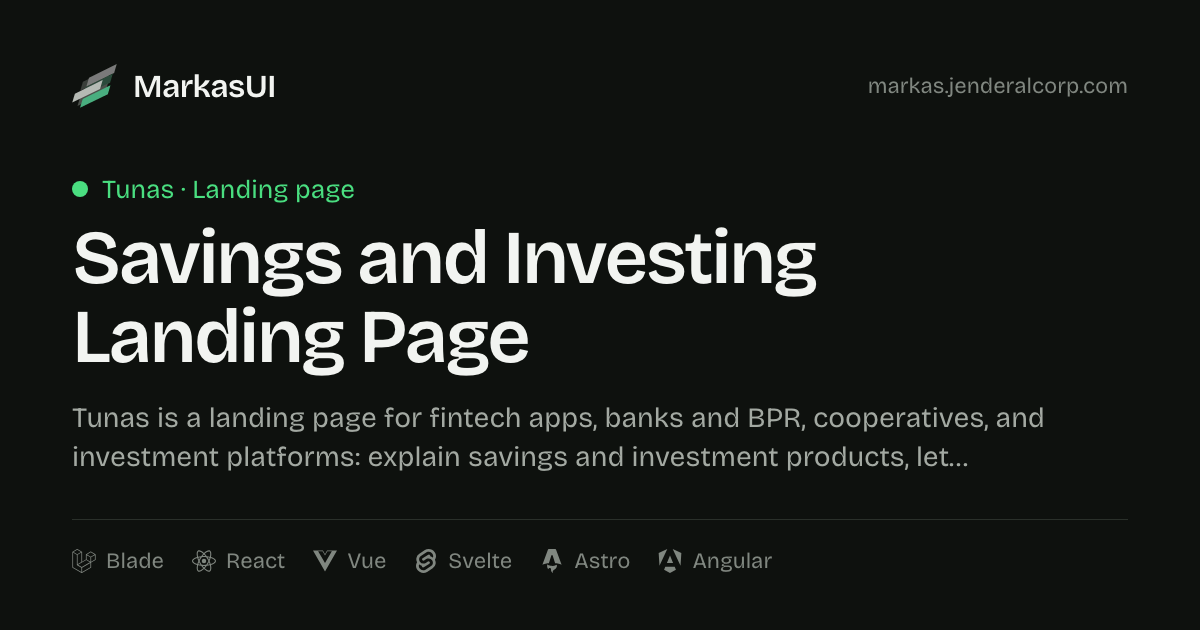 MarkasUI
markas.jenderalcorp.com
Tunas · Landing page
Savings and Investing
Landing Page
Tunas is a landing page for fintech apps, banks and BPR, cooperatives, and
investment platforms: explain savings and investment products, let...
Blade React Vue Svelte Astro Angular